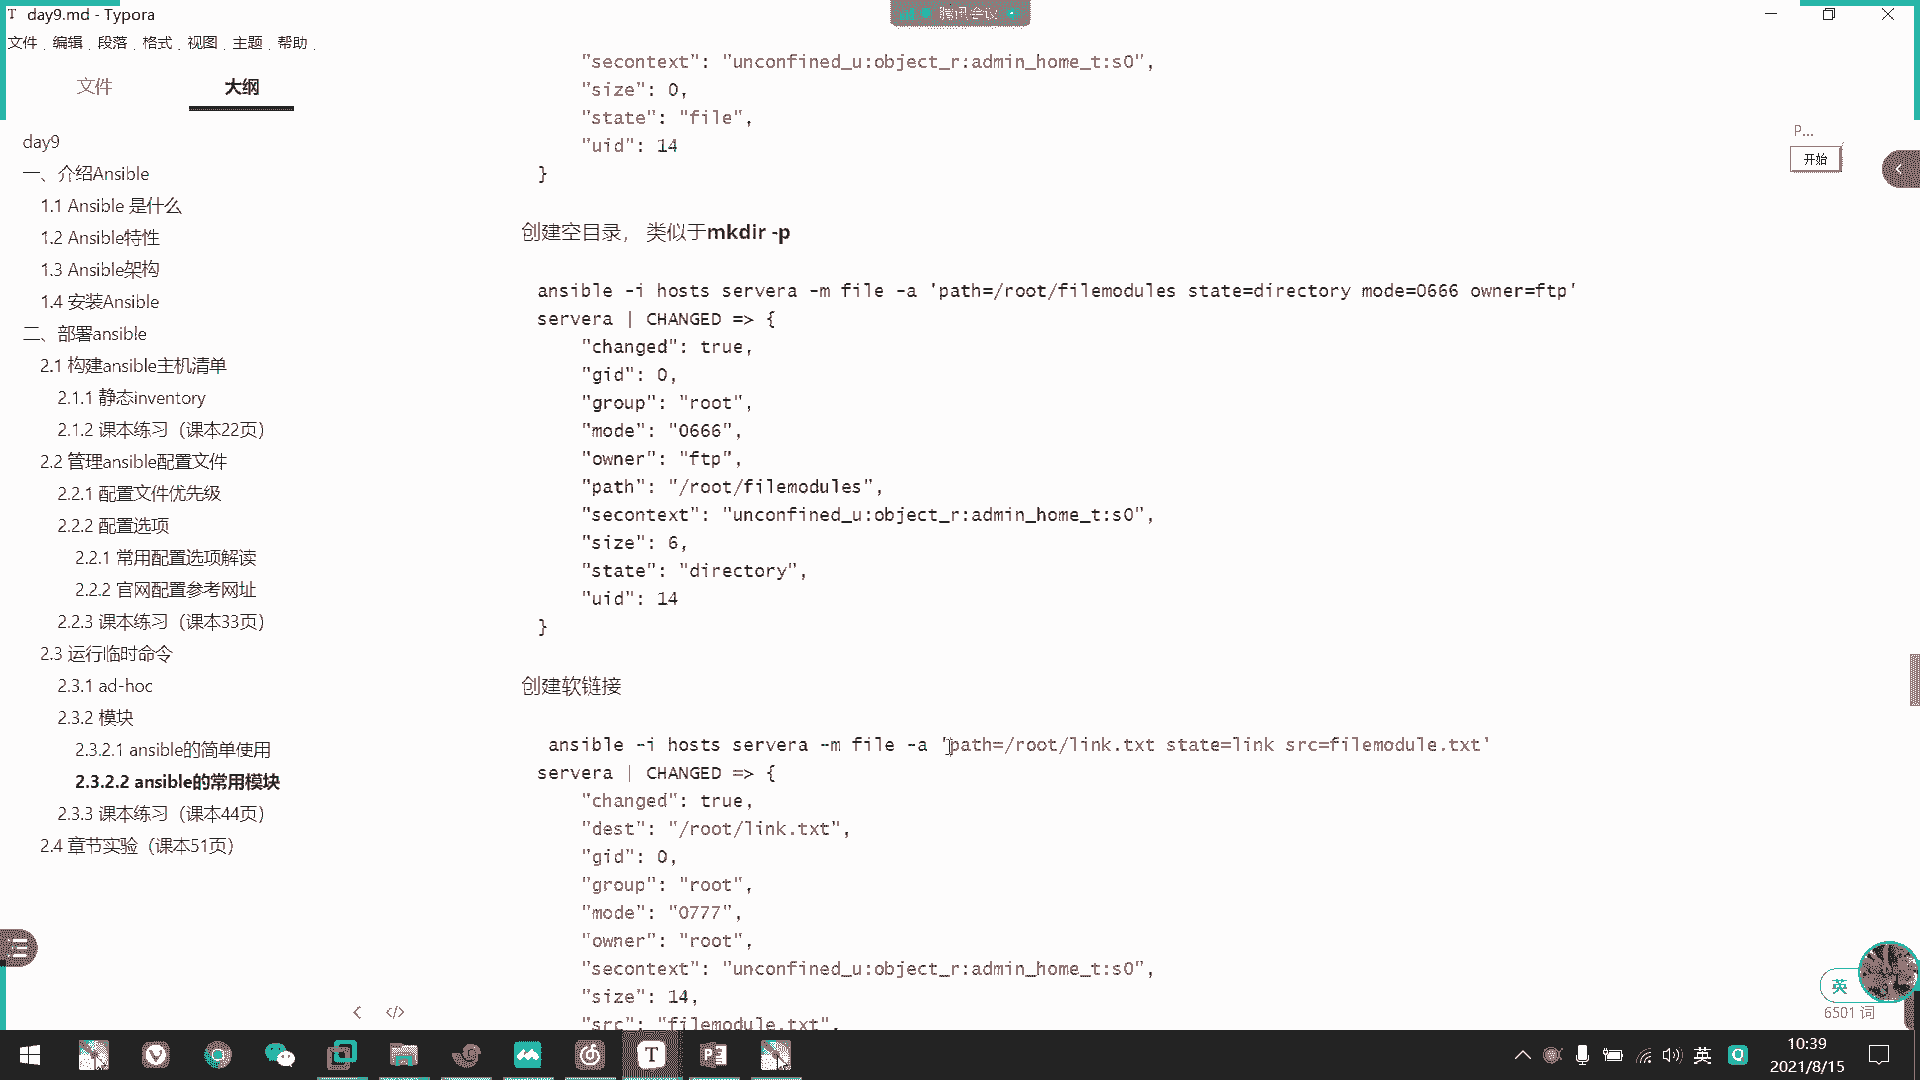 day9.md - Typora
腾讯会议
文件 编辑 段落 格式 视图 主题 帮助
文件 大纲
day9
一、介绍Ansible
1.1 Ansible 是什么
1.2 Ansible特性
1.3 Ansible架构
1.4 安装Ansible
二、部署ansible
2.1 构建ansible主机清单
2.1.1 静态inventory
2.1.2 课本练习（课本22页）
2.2 管理ansible配置文件
2.2.1 配置文件优先级
2.2.2 配置选项
2.2.1 常用配置选项解读
2.2.2 官网配置参考网址
2.2.3 课本练习（课本33页）
2.3 运行临时命令
2.3.1 ad-hoc
2.3.2 模块
2.3.2.1 ansible的简单使用
2.3.2.2 ansible的常用模块
2.3.3 课本练习（课本44页）
2.4 章节实验（课本51页）
"secontext": "unconfined_u:object_r:admin_home_t:s0",
"size": 0,
"state": "file",
"uid": 14
}
创建空目录， 类似于mkdir -p
ansible -i hosts servera -m file -a 'path=/root/filemodules state=directory mode=0666 owner=ftp'
servera | CHANGED => {
"changed": true,
"gid": 0,
"group": "root",
"mode": "0666",
"owner": "ftp",
"path": "/root/filemodules",
"secontext": "unconfined_u:object_r:admin_home_t:s0",
"size": 6,
"state": "directory",
"uid": 14
}
创建软链接
ansible -i hosts servera -m file -a 'path=/root/link.txt state=link src=filemodule.txt'
servera | CHANGED => {
"changed": true,
"dest": "/root/link.txt",
"gid": 0,
"group": "root",
"mode": "0777",
"owner": "root",
"secontext": "unconfined_u:object_r:admin_home_t:s0",
"size": 14,
"src": "filemodule.txt",
P...
开始
英
6501 词
英
10:39
2021/8/15